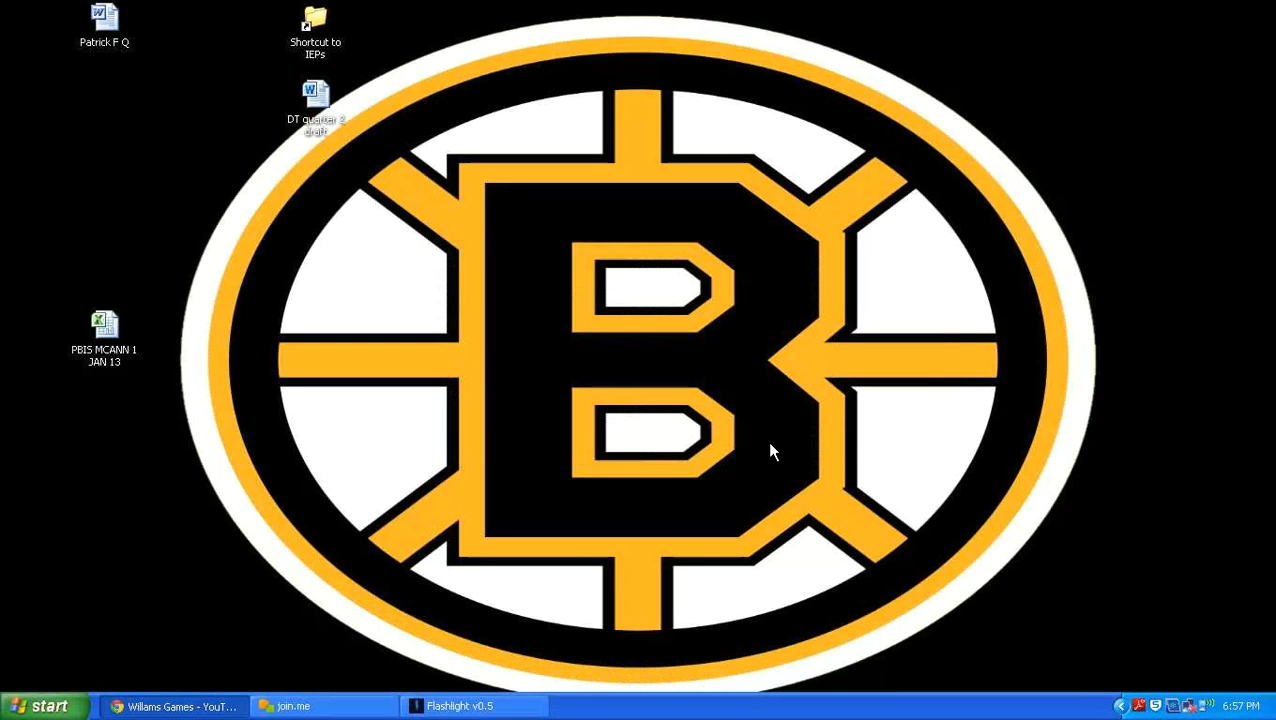 Patrick F Q
Shortcut to
IEPs
DT quarter 2
draft
B
PBIS MCANN 1
JAN 13
start
Willams Games - YouT...
join.me
Flashlight v0.5
6:57 PM